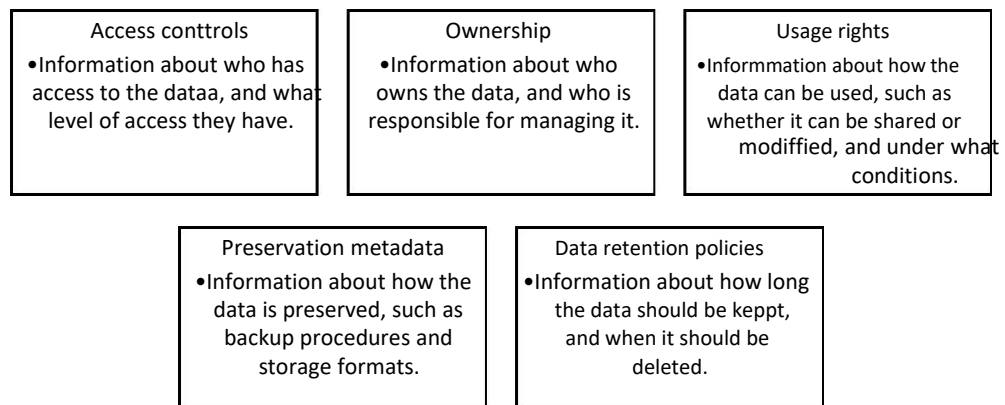 Access conttrols
•Information about who has
access to the dataa, and what
level of access they have.
Ownership
•Information about who
owns the data, and who is
responsible for managing it.
Usage rights
•Informmation about how the
data can be used, such as
whether it can be shared or
modiffied, and under what
conditions.
Preservation metadata
•Information about how the
data is preserved, such as
backup procedures and
storage formats.
Data retention policies
•Information about how long
the data should be keppt,
and when it should be
deleted.